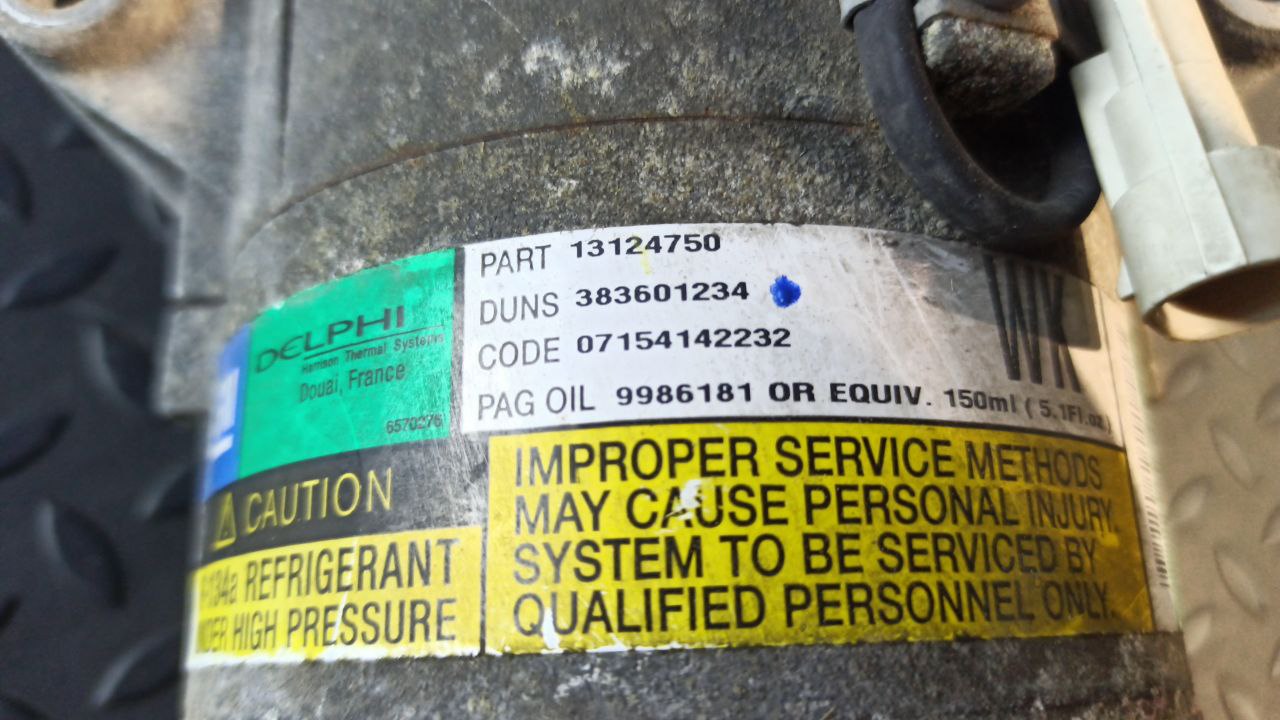 DELPHI
Harrison Thermal Systems
Douai, France
6570276
PART 13124750
DUNS 383601234
CODE 07154142232
PAG OIL 9986181 OR EQUIV. 150ml ( 5.1Fl.oz.)
WX
CAUTION
-134a REFRIGERANT
UNDER HIGH PRESSURE
IMPROPER SERVICE METHODS
MAY CAUSE PERSONAL INJURY.
SYSTEM TO BE SERVICED BY
QUALIFIED PERSONNEL ONLY.